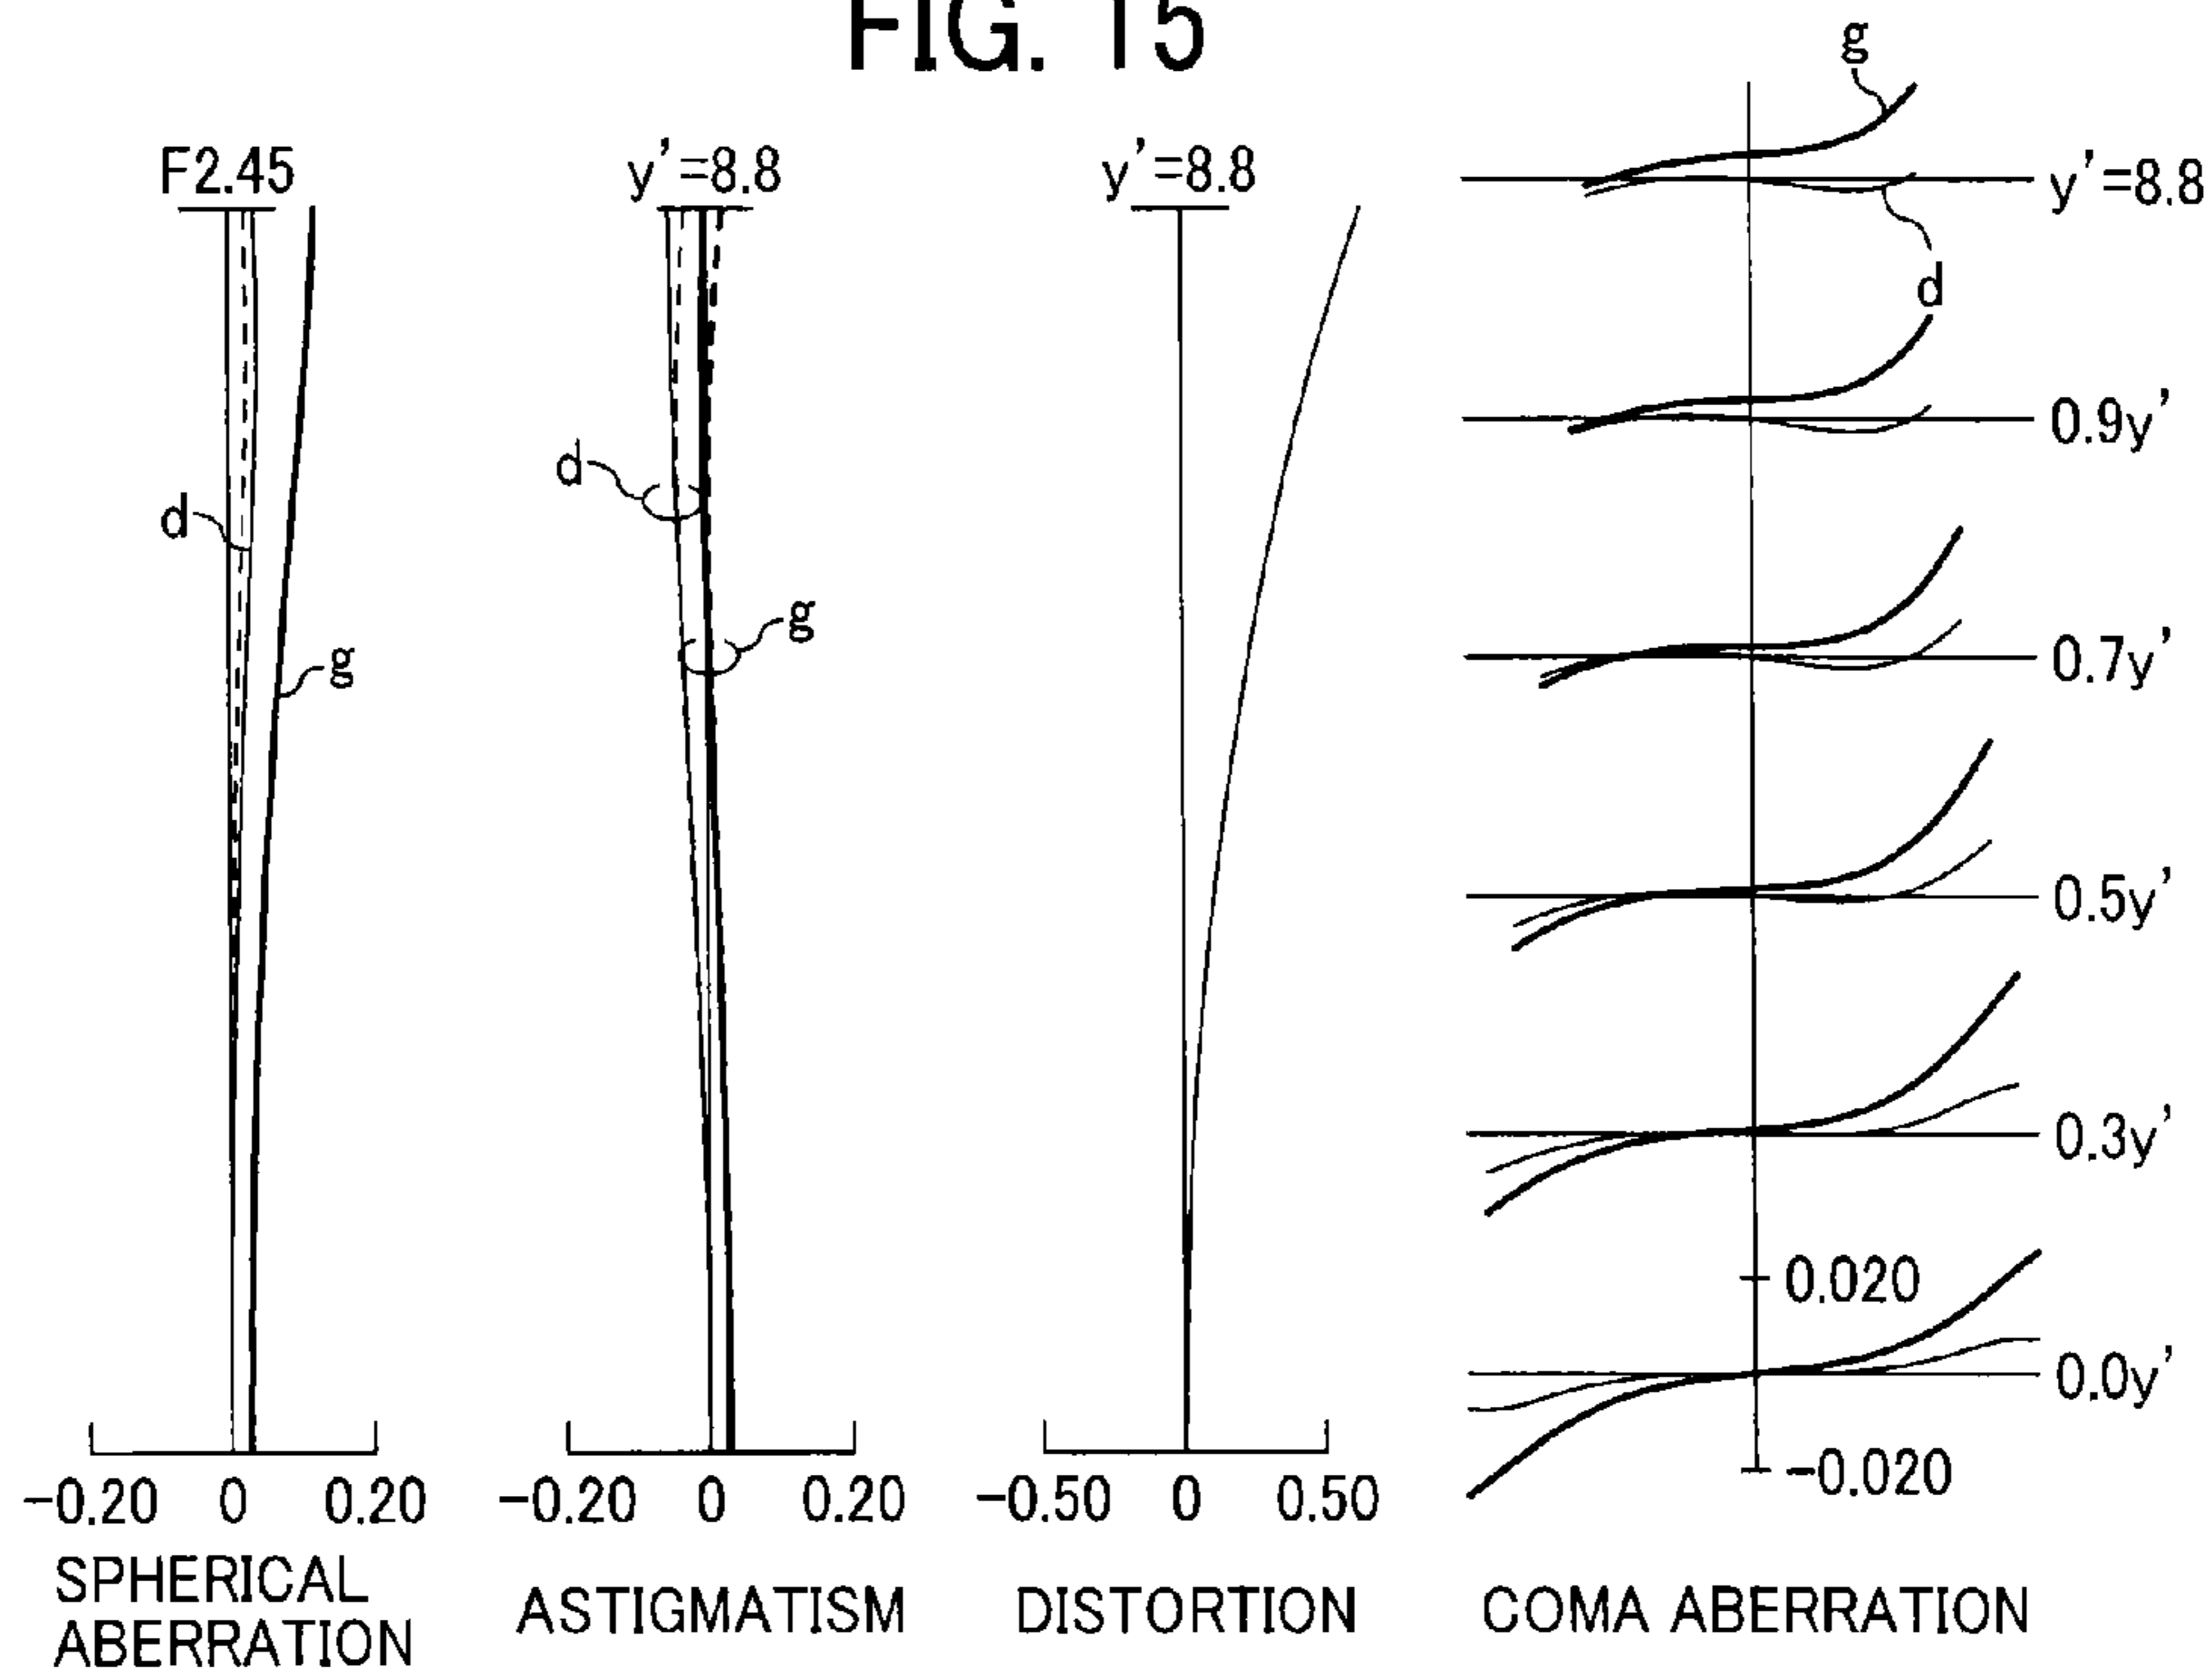 FIG. 15
F2.45
d
g
-0.20 0 0.20
SPHERICAL
ABERRATION
y'=8.8
d
g
-0.20 0 0.20
ASTIGMATISM
y'=8.8
-0.50 0 0.50
DISTORTION
g
y'=8.8
d
0.9y'
0.7y'
0.5y'
0.3y'
0.020
0.0y'
-0.020
COMA ABERRATION